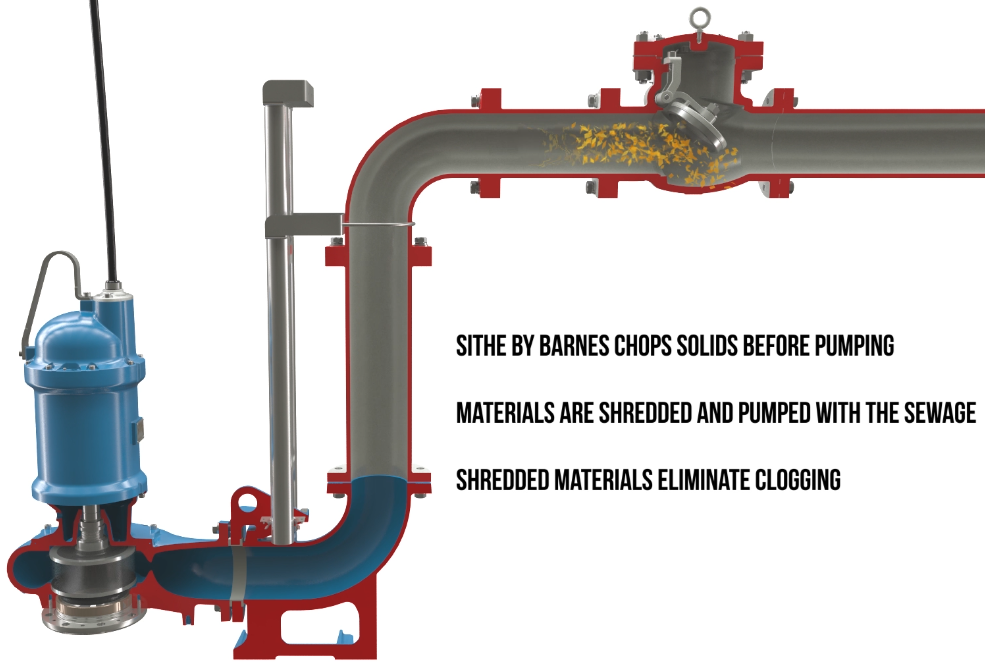 SITHE BY BARNES CHOPS SOLIDS BEFORE PUMPING
MATERIALS ARE SHREDDED AND PUMPED WITH THE SEWAGE
SHREDDED MATERIALS ELIMINATE CLOGGING